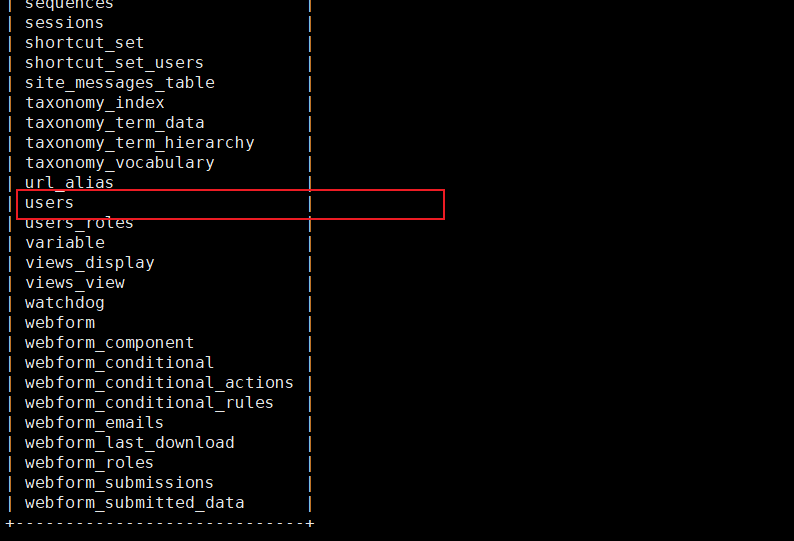 | sequences |
| sessions |
| shortcut_set |
| shortcut_set_users |
| site_messages_table |
| taxonomy_index |
| taxonomy_term_data |
| taxonomy_term_hierarchy |
| taxonomy_vocabulary |
| url_alias |
| users |
| users_roles |
| variable |
| views_display |
| views_view |
| watchdog |
| webform |
| webform_component |
| webform_conditional |
| webform_conditional_actions |
| webform_conditional_rules |
| webform_emails |
| webform_last_download |
| webform_roles |
| webform_submissions |
| webform_submitted_data |
+-----------------------------+